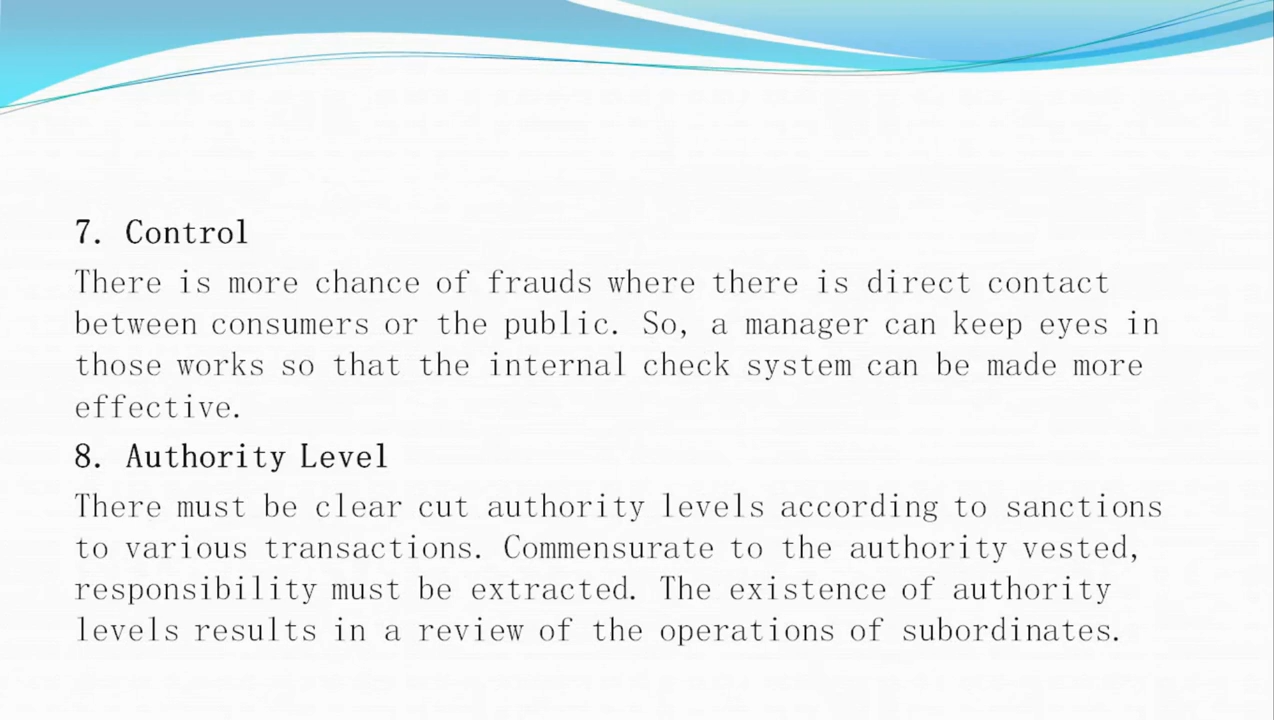 7. Control
There is more chance of frauds where there is direct contact
between consumers or the public. So, a manager can keep eyes in
those works so that the internal check system can be made more
effective.
8. Authority Level
There must be clear cut authority levels according to sanctions
to various transactions. Commensurate to the authority vested,
responsibility must be extracted. The existence of authority
levels results in a review of the operations of subordinates.